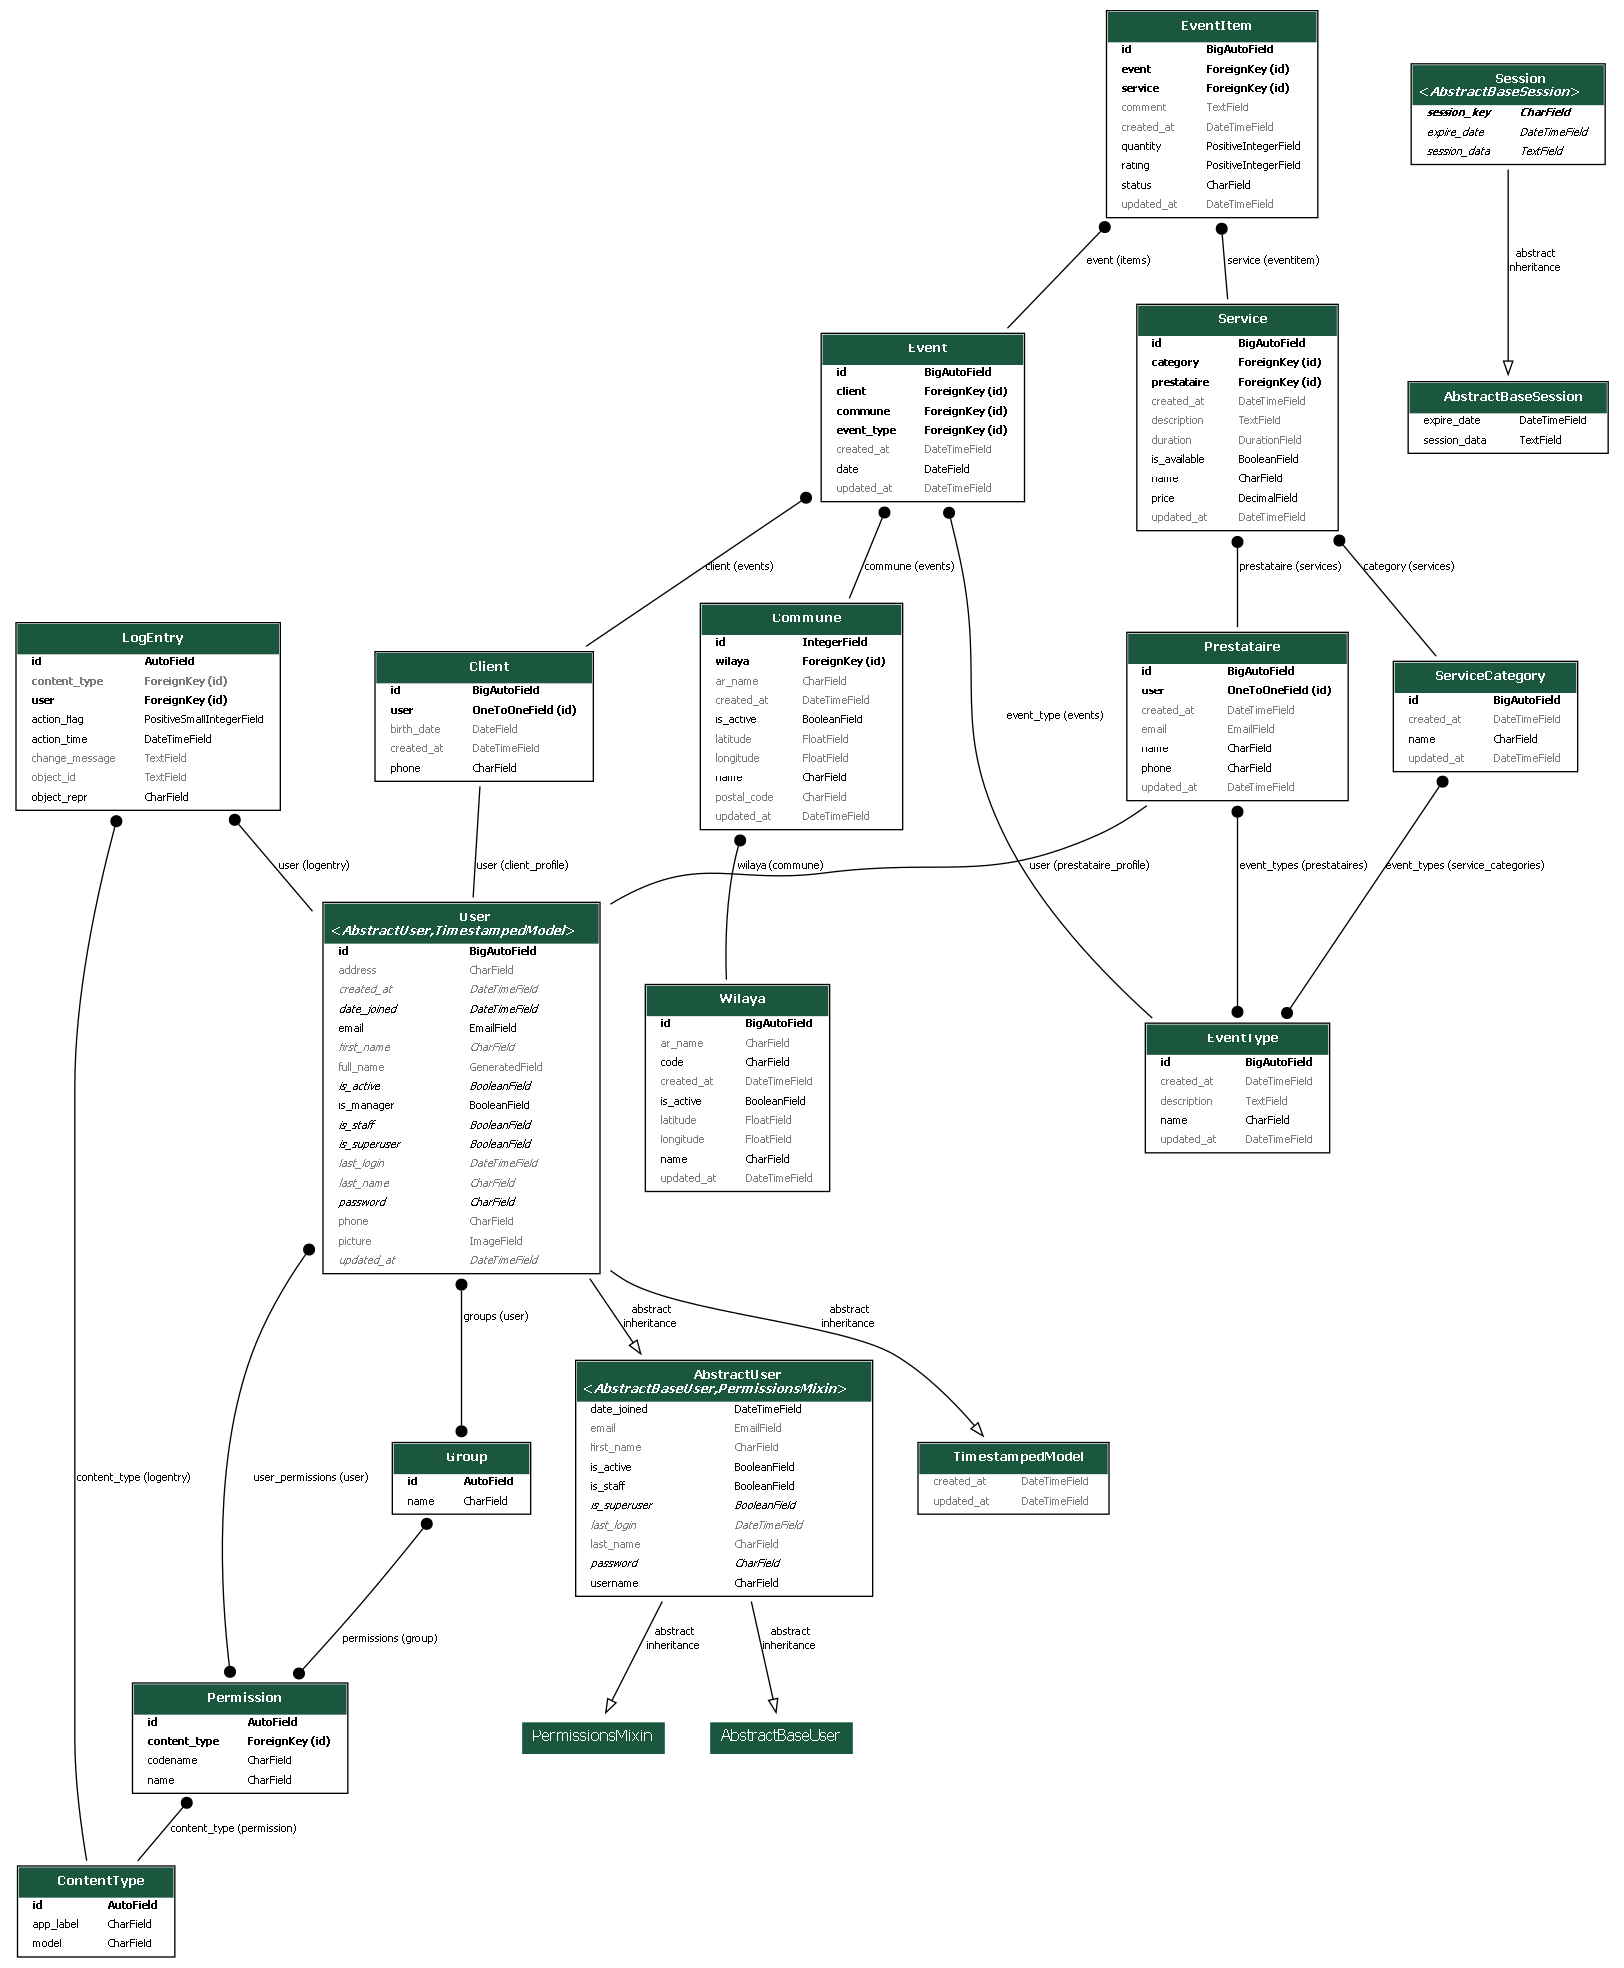 EventItem
id BigAutoField
event ForeignKey (id)
service ForeignKey (id)
comment TextField
created_at DateTimeField
quantity PositiveIntegerField
rating PositiveIntegerField
status CharField
updated_at DateTimeField
Session
<AbstractBaseSession>
session_key CharField
expire_date DateTimeField
session_data TextField
event (items)
service (eventitem)
abstract
inheritance
Event
id BigAutoField
client ForeignKey (id)
commune ForeignKey (id)
event_type ForeignKey (id)
created_at DateTimeField
date DateField
updated_at DateTimeField
Service
id BigAutoField
category ForeignKey (id)
prestataire ForeignKey (id)
created_at DateTimeField
description TextField
duration DurationField
is_available BooleanField
name CharField
price DecimalField
updated_at DateTimeField
AbstractBaseSession
expire_date DateTimeField
session_data TextField
client (events)
commune (events)
prestataire (services)
category (services)
LogEntry
id AutoField
content_type ForeignKey (id)
user ForeignKey (id)
action_flag PositiveSmallIntegerField
action_time DateTimeField
change_message TextField
object_id TextField
object_repr CharField
Client
id BigAutoField
user OneToOneField (id)
birth_date DateField
created_at DateTimeField
phone CharField
Commune
id IntegerField
wilaya ForeignKey (id)
ar_name CharField
created_at DateTimeField
is_active BooleanField
latitude FloatField
longitude FloatField
name CharField
postal_code CharField
updated_at DateTimeField
event_type (events)
Prestataire
id BigAutoField
user OneToOneField (id)
created_at DateTimeField
email EmailField
name CharField
phone CharField
updated_at DateTimeField
ServiceCategory
id BigAutoField
created_at DateTimeField
name CharField
updated_at DateTimeField
user (logentry)
user (client_profile)
wilaya (commune)
user (prestataire_profile)
event_types (prestataires)
event_types (service_categories)
User
<AbstractUser,TimestampedModel>
id BigAutoField
address CharField
created_at DateTimeField
date_joined DateTimeField
email EmailField
first_name CharField
full_name GeneratedField
is_active BooleanField
is_manager BooleanField
is_staff BooleanField
is_superuser BooleanField
last_login DateTimeField
last_name CharField
password CharField
phone CharField
picture ImageField
updated_at DateTimeField
Wilaya
id BigAutoField
ar_name CharField
code CharField
created_at DateTimeField
is_active BooleanField
latitude FloatField
longitude FloatField
name CharField
updated_at DateTimeField
EventType
id BigAutoField
created_at DateTimeField
description TextField
name CharField
updated_at DateTimeField
groups (user)
abstract
inheritance
abstract
inheritance
AbstractUser
<AbstractBaseUser,PermissionsMixin>
date_joined DateTimeField
email EmailField
first_name CharField
is_active BooleanField
is_staff BooleanField
is_superuser BooleanField
last_login DateTimeField
last_name CharField
password CharField
username CharField
content_type (logentry)
user_permissions (user)
Group
id AutoField
name CharField
TimestampedModel
created_at DateTimeField
updated_at DateTimeField
permissions (group)
abstract
inheritance
abstract
inheritance
Permission
id AutoField
content_type ForeignKey (id)
codename CharField
name CharField
PermissionsMixin
AbstractBaseUser
content_type (permission)
ContentType
id AutoField
app_label CharField
model CharField